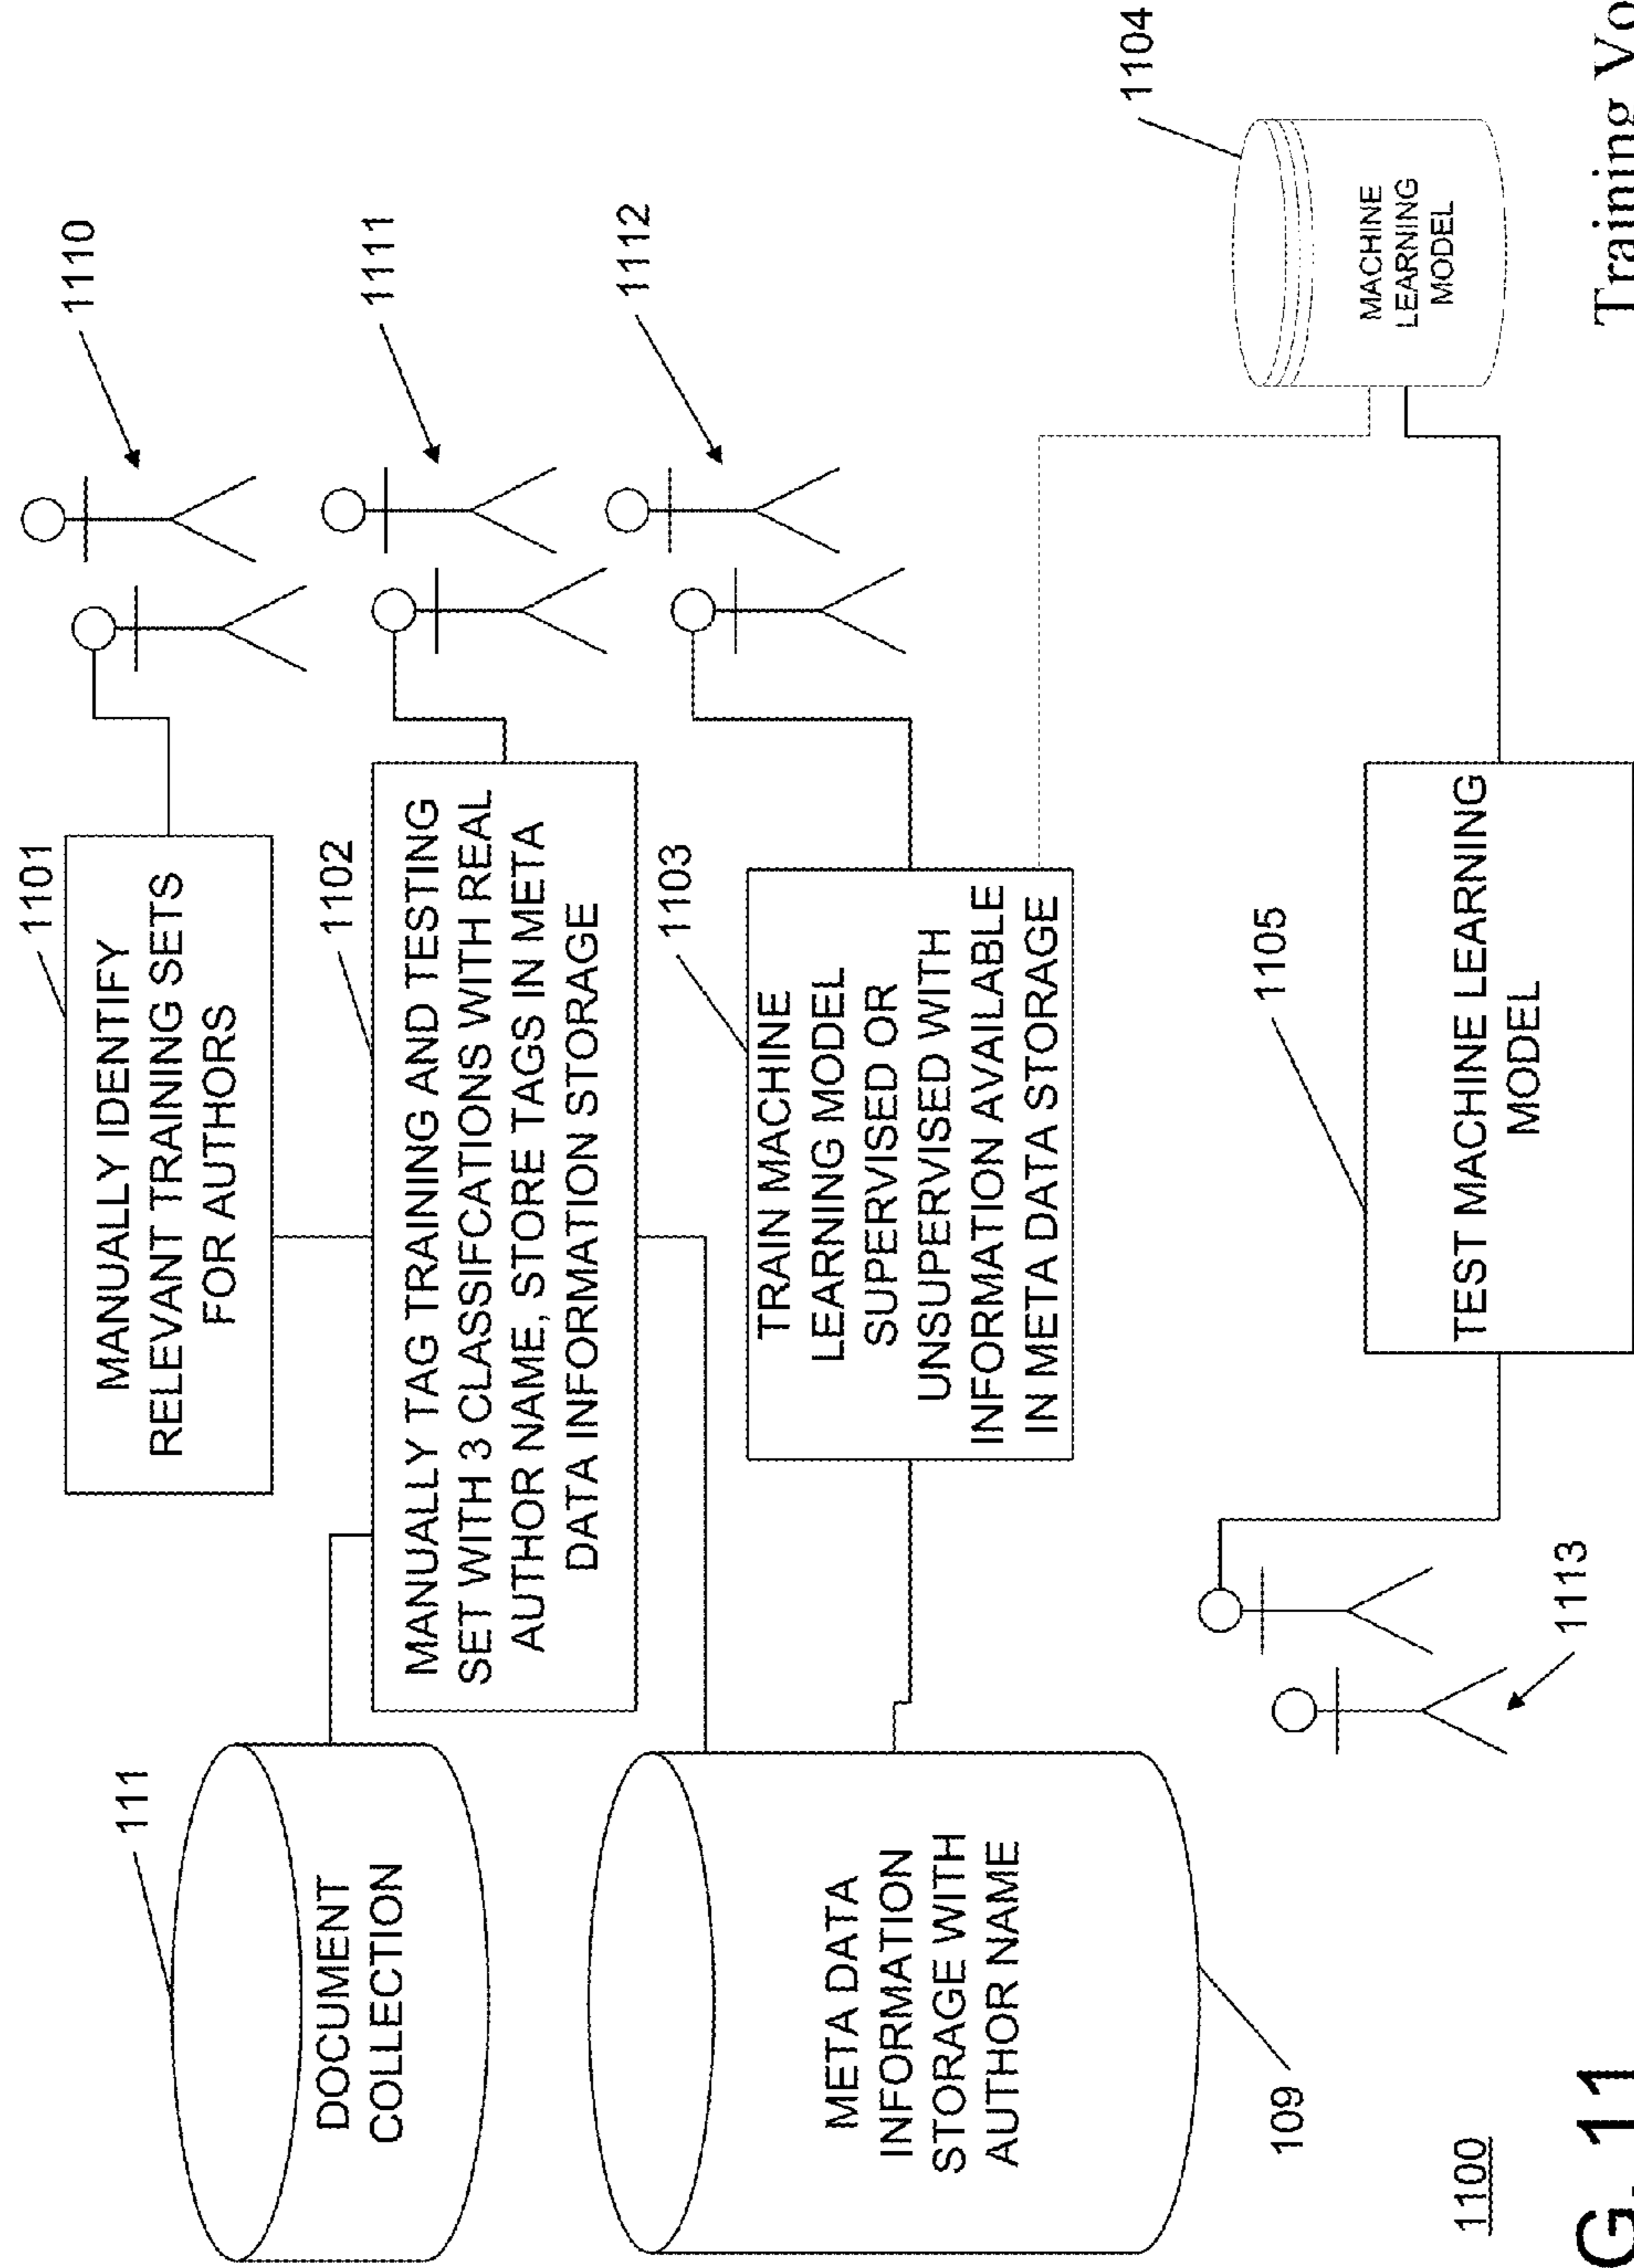 1101
1110
MANUALLY IDENTIFY
RELEVANT TRAINING SETS
FOR AUTHORS
111
DOCUMENT
COLLECTION
1102
1111
MANUALLY TAG TRAINING AND TESTING
SET WITH 3 CLASSIFCATIONS WITH REAL
AUTHOR NAME, STORE TAGS IN META
DATA INFORMATION STORAGE
1103
1112
TRAIN MACHINE
LEARNING MODEL
SUPERVISED OR
UNSUPERVISED WITH
INFORMATION AVAILABLE
IN META DATA STORAGE
META DATA
INFORMATION
STORAGE WITH
AUTHOR NAME
109
1104
MACHINE
LEARNING
MODEL
1105
TEST MACHINE LEARNING
MODEL
1113
1100
G. 11
Training Vo